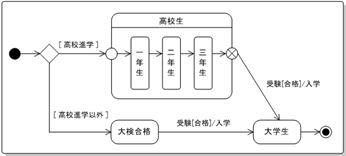 高校生
[ 高校進学 ]
一年生
二年生
三年生
受験[合格]/入学
[ 高校進学以外 ]
大検合格
受験[合格]/入学
大学生